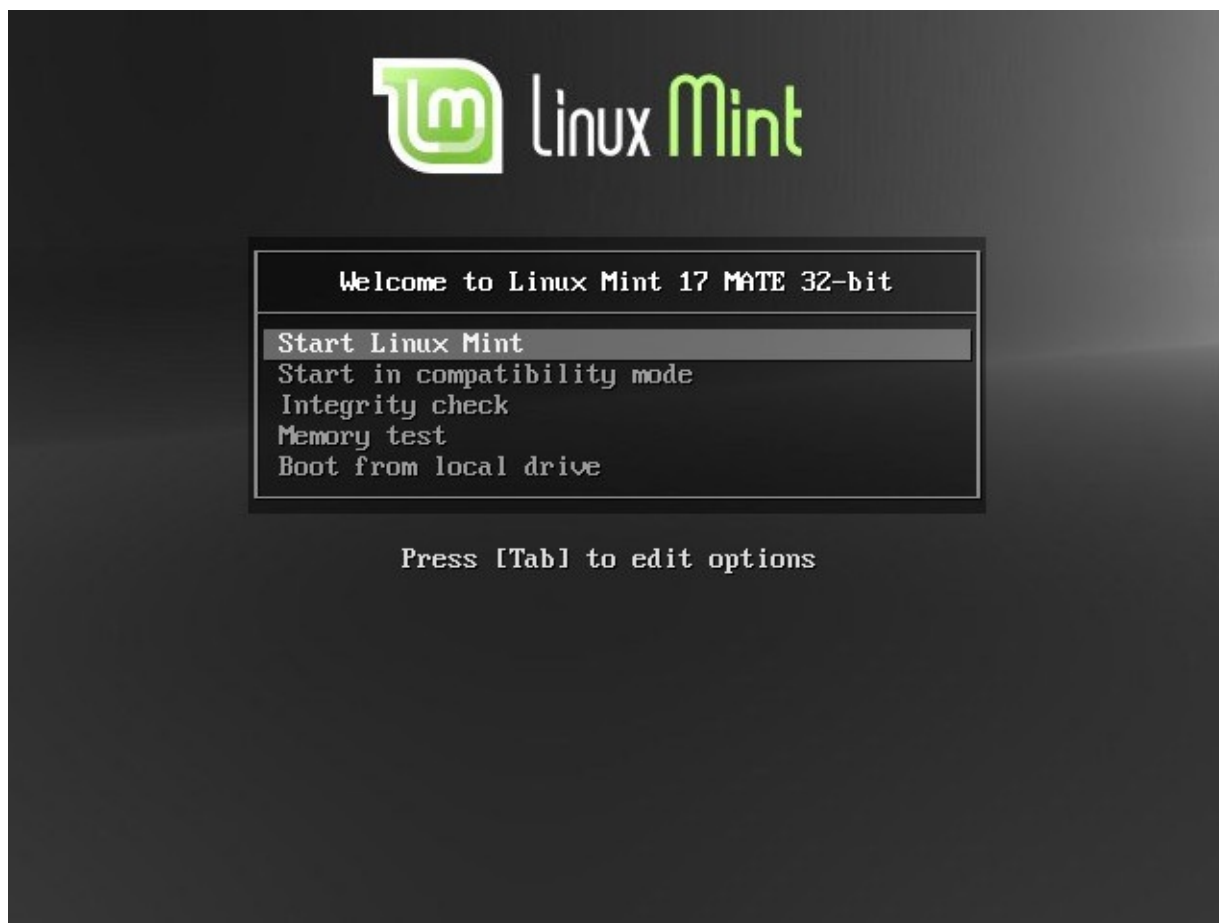 Linux Mint
Welcome to Linux Mint 17 MATE 32-bit
Start Linux Mint
Start in compatibility mode
Integrity check
Memory test
Boot from local drive
Press [Tab] to edit options